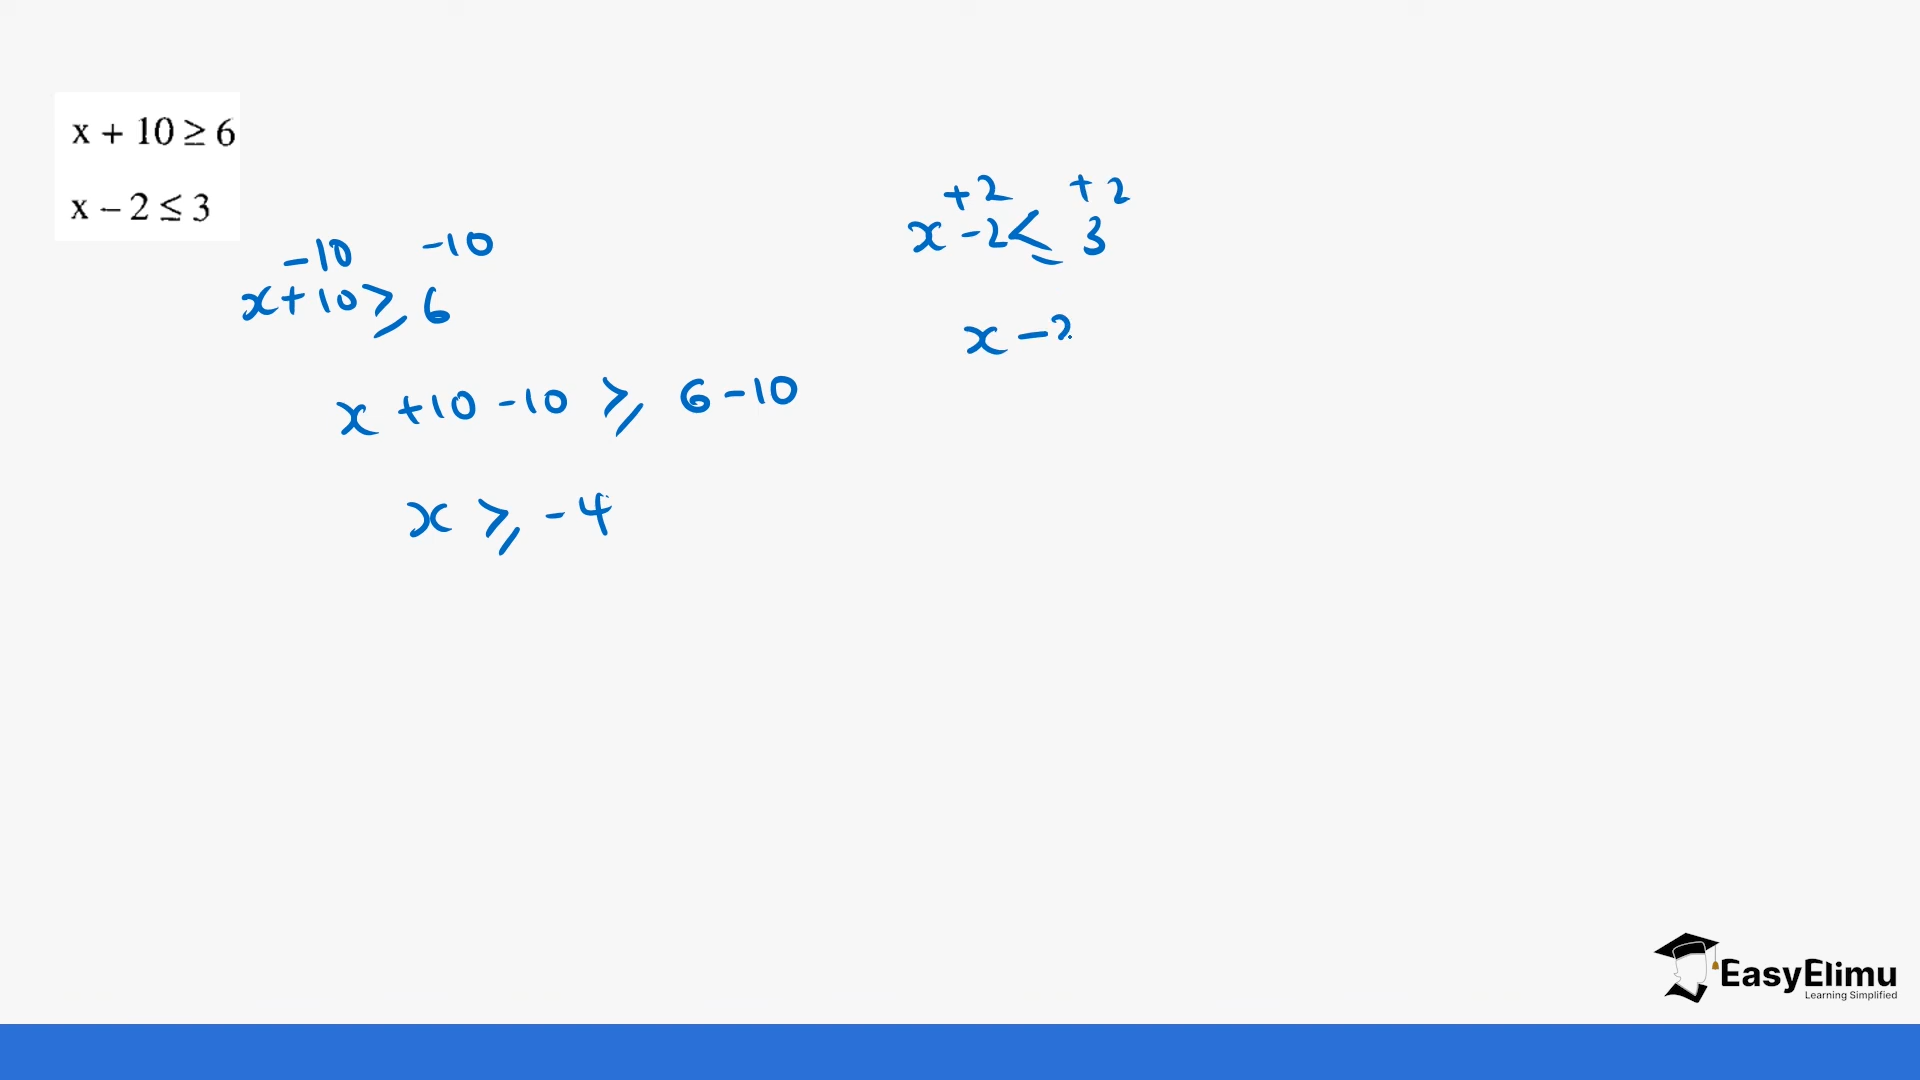 x + 10 ≥ 6
x − 2 ≤ 3
-10 -10
x+10 ≥ 6
x +10 -10 ≥ 6 -10
x ≥ -4
+2 +2
x -2 ≤ 3
x -2
EasyElimu
Learning Simplified